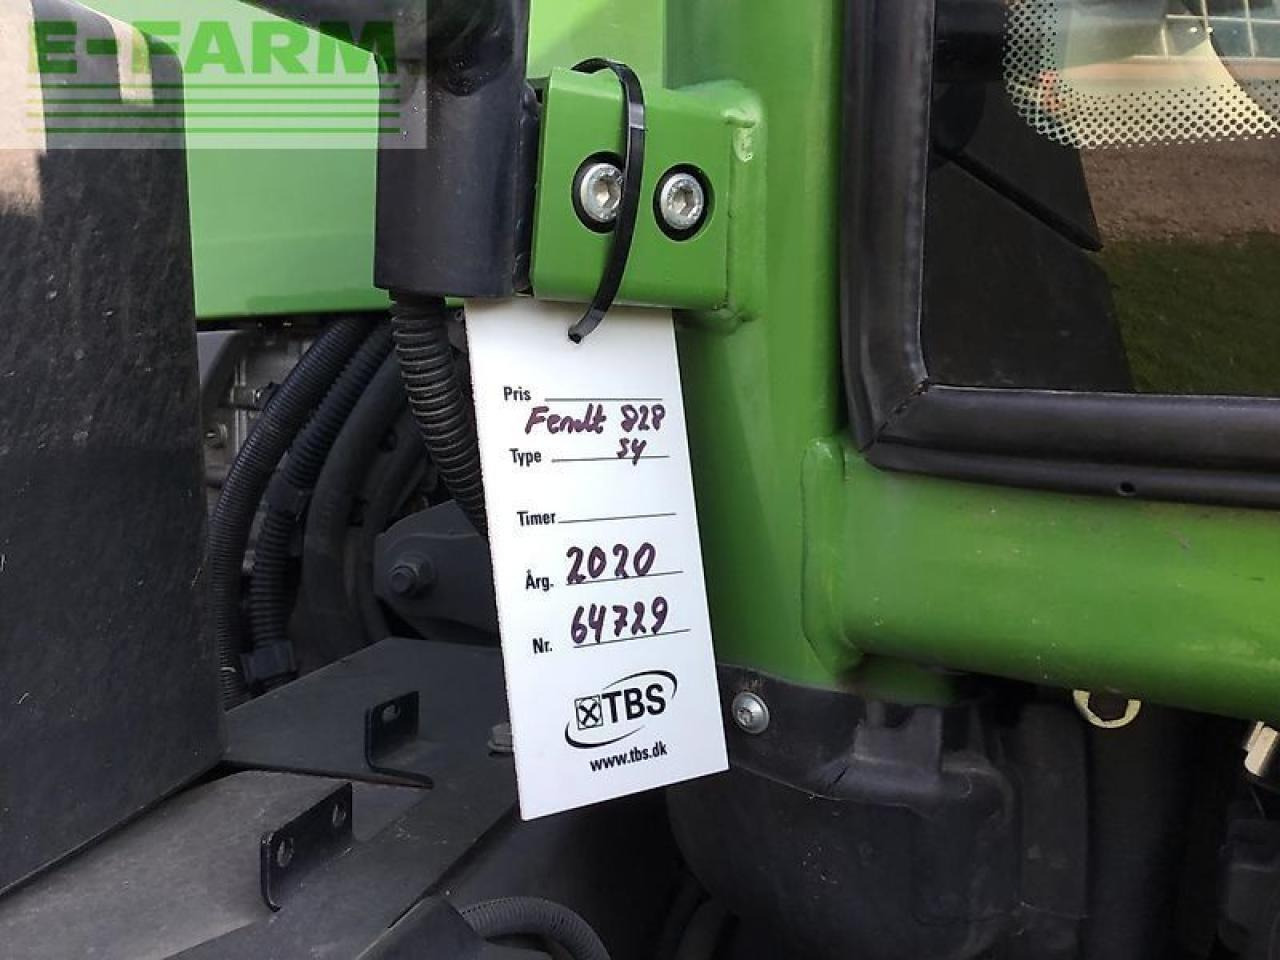 E-FARM
Pris
Fendt 828
Type S4
Timer
Årg. 2020
Nr. 64729
TBS
www.tbs.dk